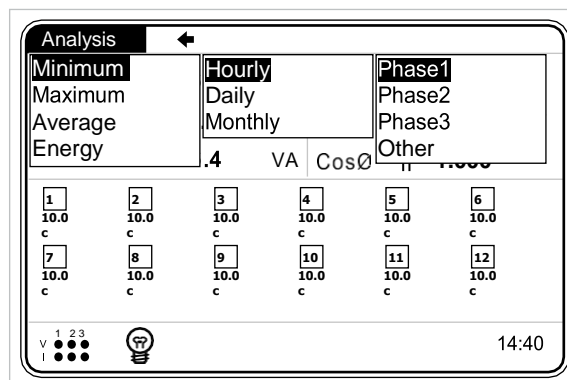 Analysis
Minimum Hourly Phase1
Maximum Daily Phase2
Average Monthly Phase3
Energy Other
.4 VA CosØ
1 2 3 4 5 6
10.0 10.0 10.0 10.0 10.0 10.0
c c c c c c
7 8 9 10 11 12
10.0 10.0 10.0 10.0 10.0 10.0
c c c c c c
1 2 3
V
I
14:40